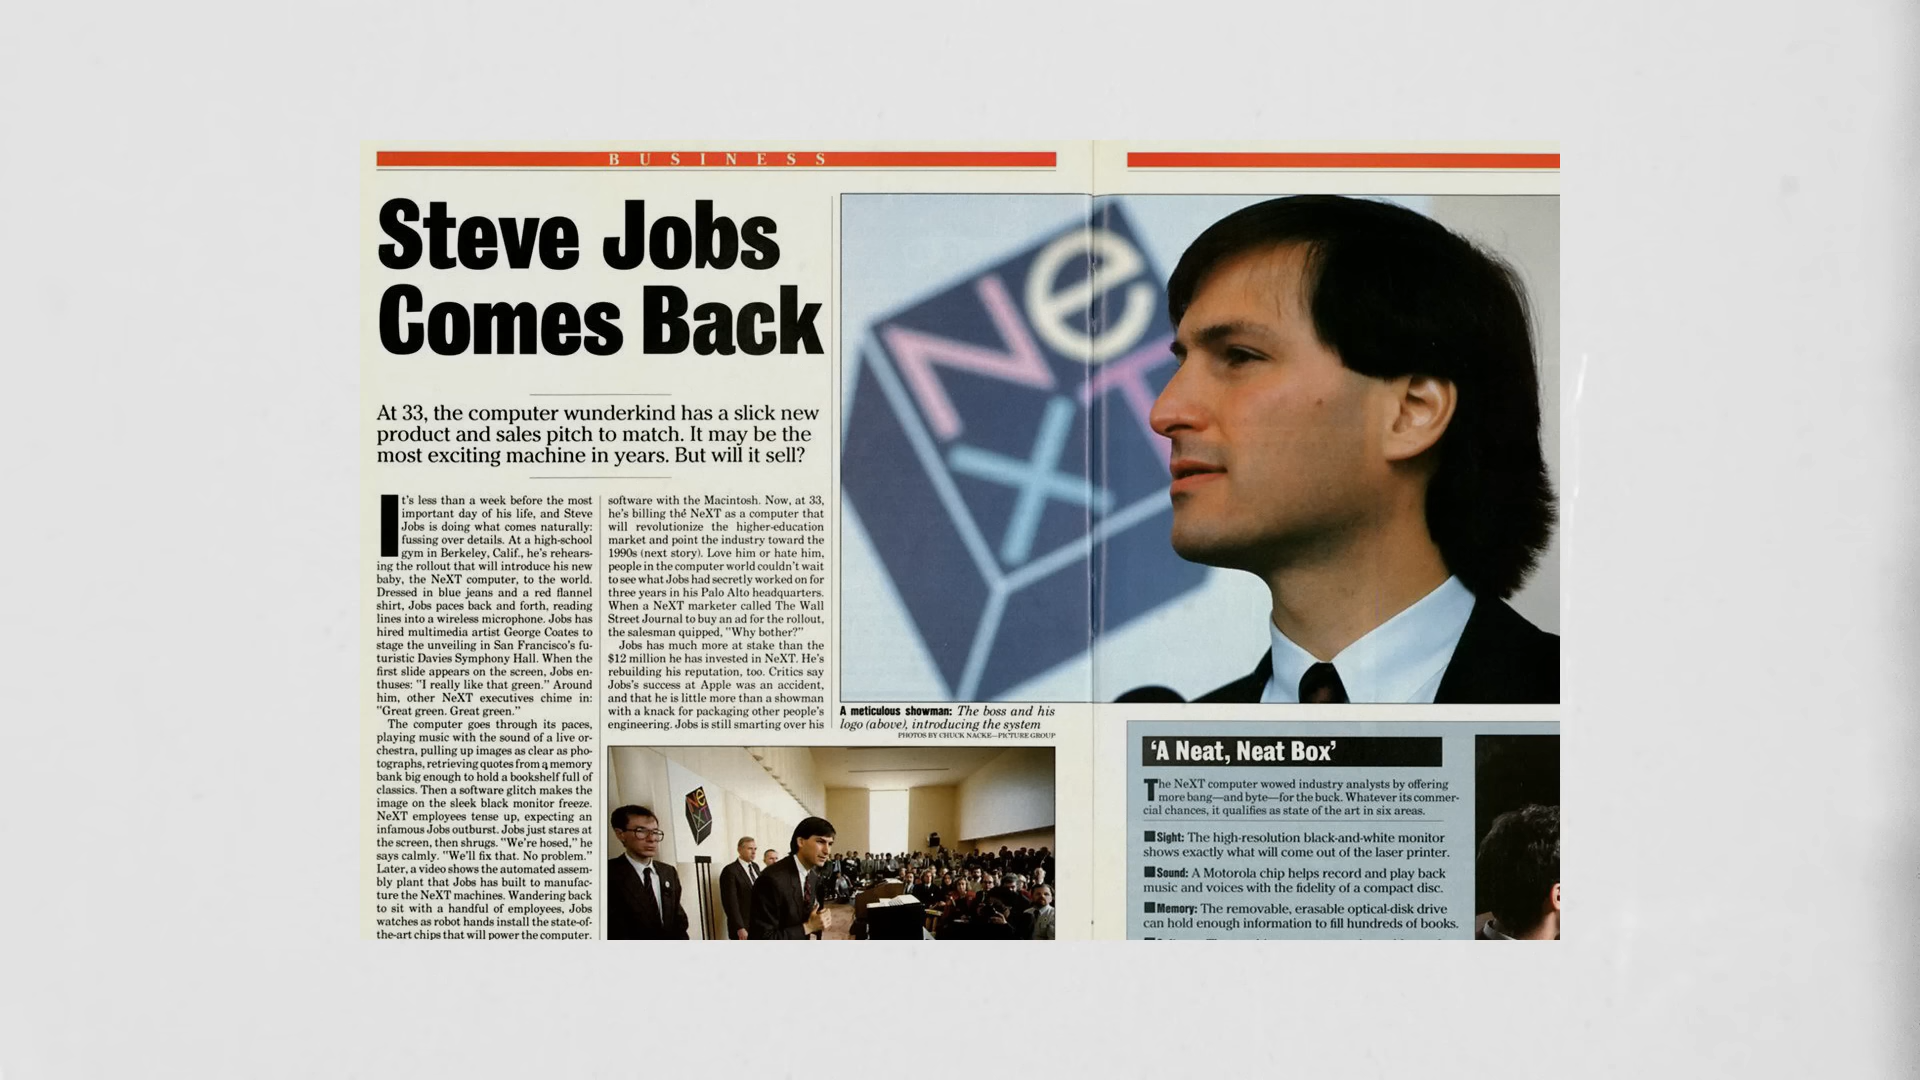 BUSINESS
Steve Jobs
Comes Back
At 33, the computer wunderkind has a slick new
product and sales pitch to match. It may be the
most exciting machine in years. But will it sell?
It's less than a week before the most
important day of his life, and Steve
Jobs is doing what comes naturally:
fussing over details. At a high-school
gym in Berkeley, Calif., he's rehears-
ing the rollout that will introduce his new
baby, the NeXT computer, to the world.
Dressed in blue jeans and a red flannel
shirt, Jobs paces back and forth, reading
lines into a wireless microphone. Jobs has
hired multimedia artist George Coates to
stage the unveiling in San Francisco's fu-
turistic Davies Symphony Hall. When the
first slide appears on the screen, Jobs en-
thuses: "I really like that green." Around
him, other NeXT executives chime in:
"Great green. Great green."
The computer goes through its paces,
playing music with the sound of a live or-
chestra, pulling up images as clear as pho-
tographs, retrieving quotes from a memory
bank big enough to hold a bookshelf full of
classics. Then a software glitch makes the
image on the sleek black monitor freeze.
NeXT employees tense up, expecting an
infamous Jobs outburst. Jobs just stares at
the screen, then shrugs. "We're hosed," he
says calmly. "We'll fix that. No problem."
Later, a video shows the automated assem-
bly plant that Jobs has built to manufac-
ture the NeXT machines. Wandering back
to sit with a handful of employees, Jobs
watches as robot hands install the state-of-
the-art chips that will power the computer.
software with the Macintosh. Now, at 33,
he's billing the NeXT as a computer that
will revolutionize the higher-education
market and point the industry toward the
1990s (next story). Love him or hate him,
people in the computer world couldn't wait
to see what Jobs had secretly worked on for
three years in his Palo Alto headquarters.
When a NeXT marketer called The Wall
Street Journal to buy an ad for the rollout,
the salesman quipped, "Why bother?"
Jobs has much more at stake than the
$12 million he has invested in NeXT. He's
rebuilding his reputation, too. Critics say
Jobs's success at Apple was an accident,
and that he is little more than a showman
with a knack for packaging other people's
engineering. Jobs is still smarting over his
NeXT
A meticulous showman: The boss and his
logo (above), introducing the system
PHOTOS BY CHUCK NACKE—PICTURE GROUP
NeXT
'A Neat, Neat Box'
The NeXT computer wowed industry analysts by offering
more bang—and byte—for the buck. Whatever its commer-
cial chances, it qualifies as state of the art in six areas.
■Sight: The high-resolution black-and-white monitor
shows exactly what will come out of the laser printer.
■Sound: A Motorola chip helps record and play back
music and voices with the fidelity of a compact disc.
■Memory: The removable, erasable optical-disk drive
can hold enough information to fill hundreds of books.